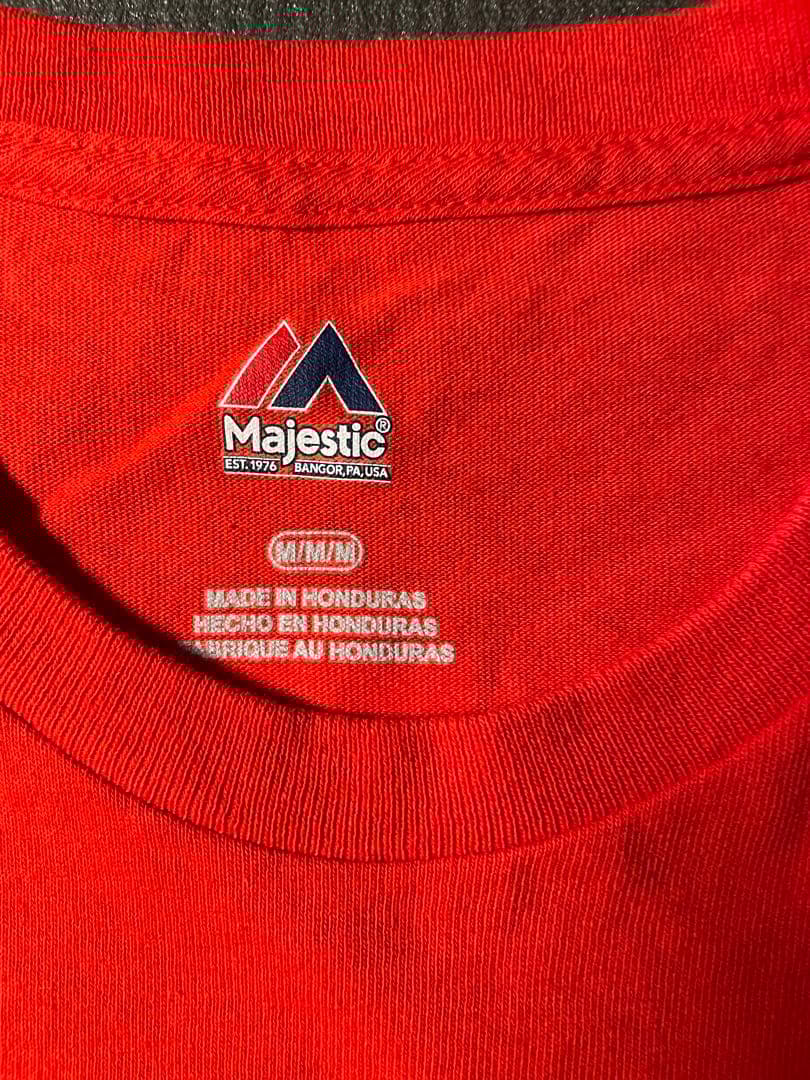 Majestic®
EST. 1976 BANGOR, PA, USA
M/M/M
MADE IN HONDURAS
HECHO EN HONDURAS
FABRIQUE AU HONDURAS